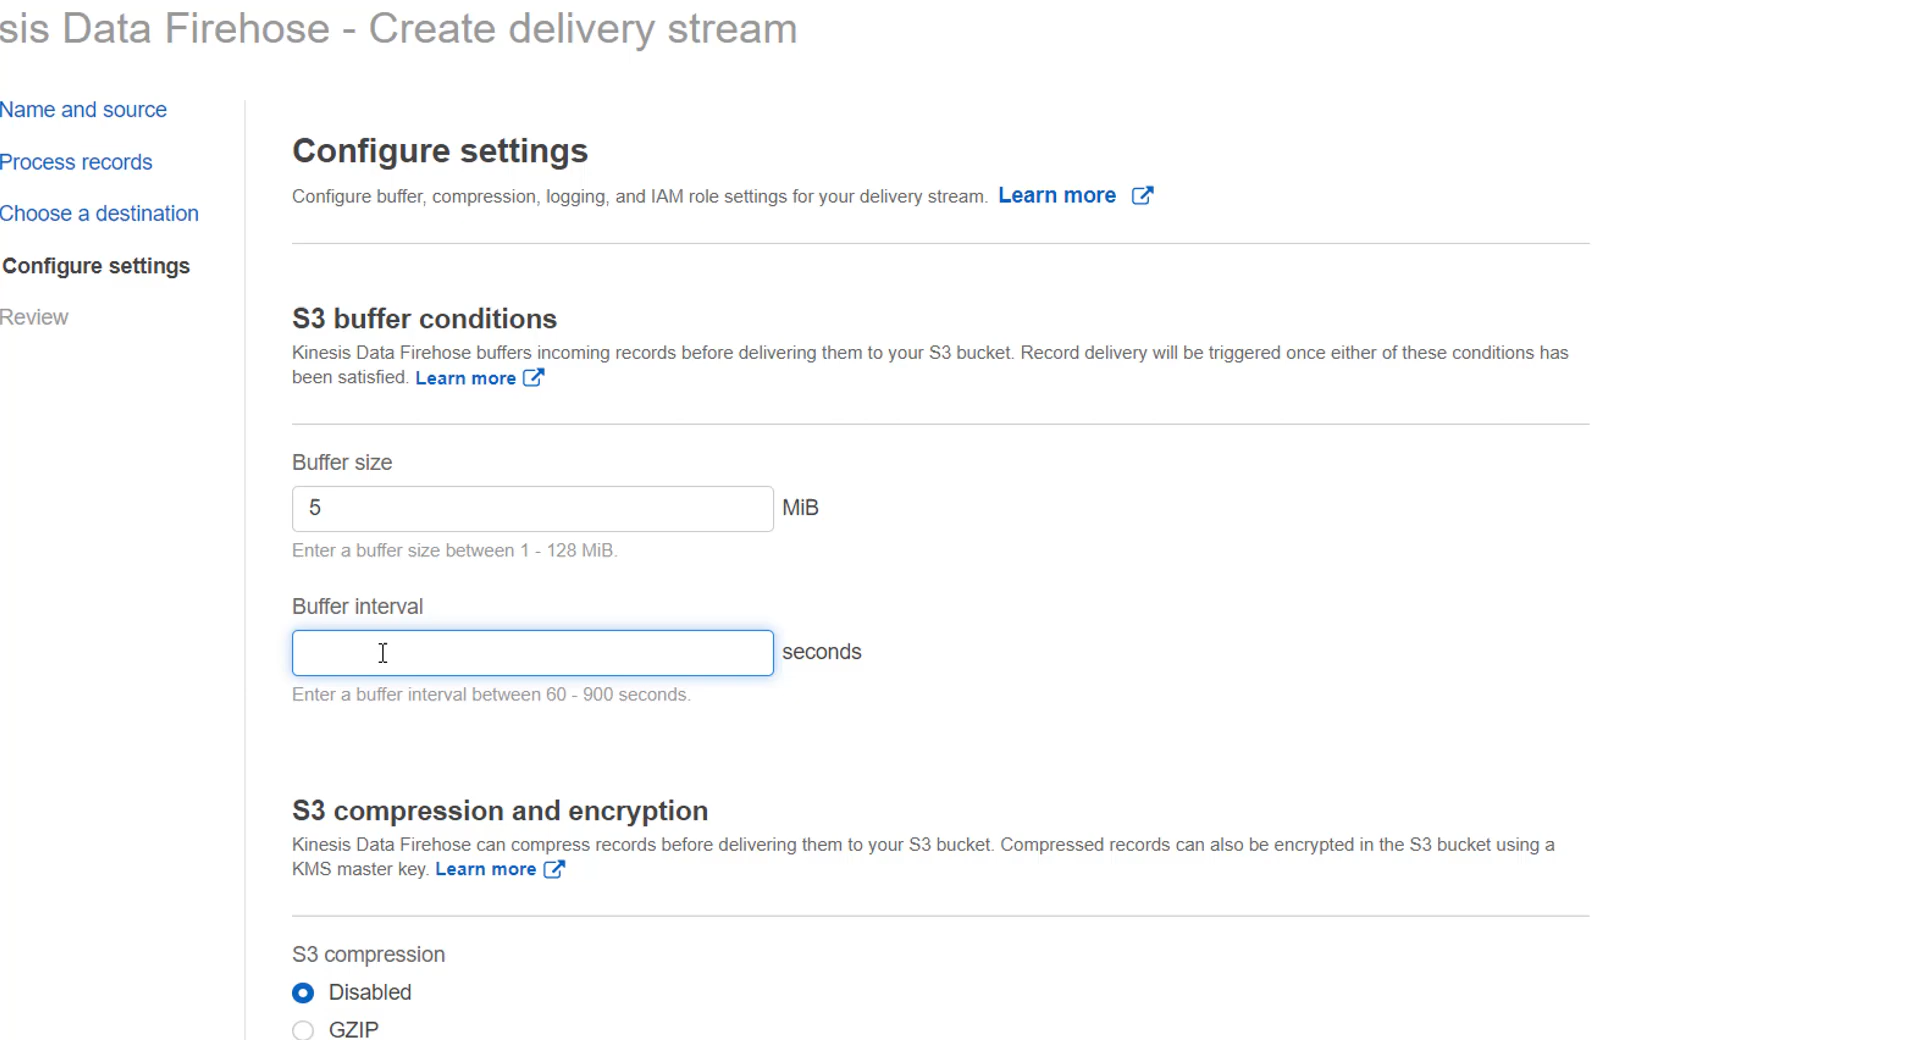 sis Data Firehose - Create delivery stream
Name and source
Process records
Choose a destination
Configure settings
Review
Configure settings
Configure buffer, compression, logging, and IAM role settings for your delivery stream. Learn more
S3 buffer conditions
Kinesis Data Firehose buffers incoming records before delivering them to your S3 bucket. Record delivery will be triggered once either of these conditions has
been satisfied. Learn more
Buffer size
5 MiB
Enter a buffer size between 1 - 128 MiB.
Buffer interval
seconds
Enter a buffer interval between 60 - 900 seconds.
S3 compression and encryption
Kinesis Data Firehose can compress records before delivering them to your S3 bucket. Compressed records can also be encrypted in the S3 bucket using a
KMS master key. Learn more
S3 compression
Disabled
GZIP